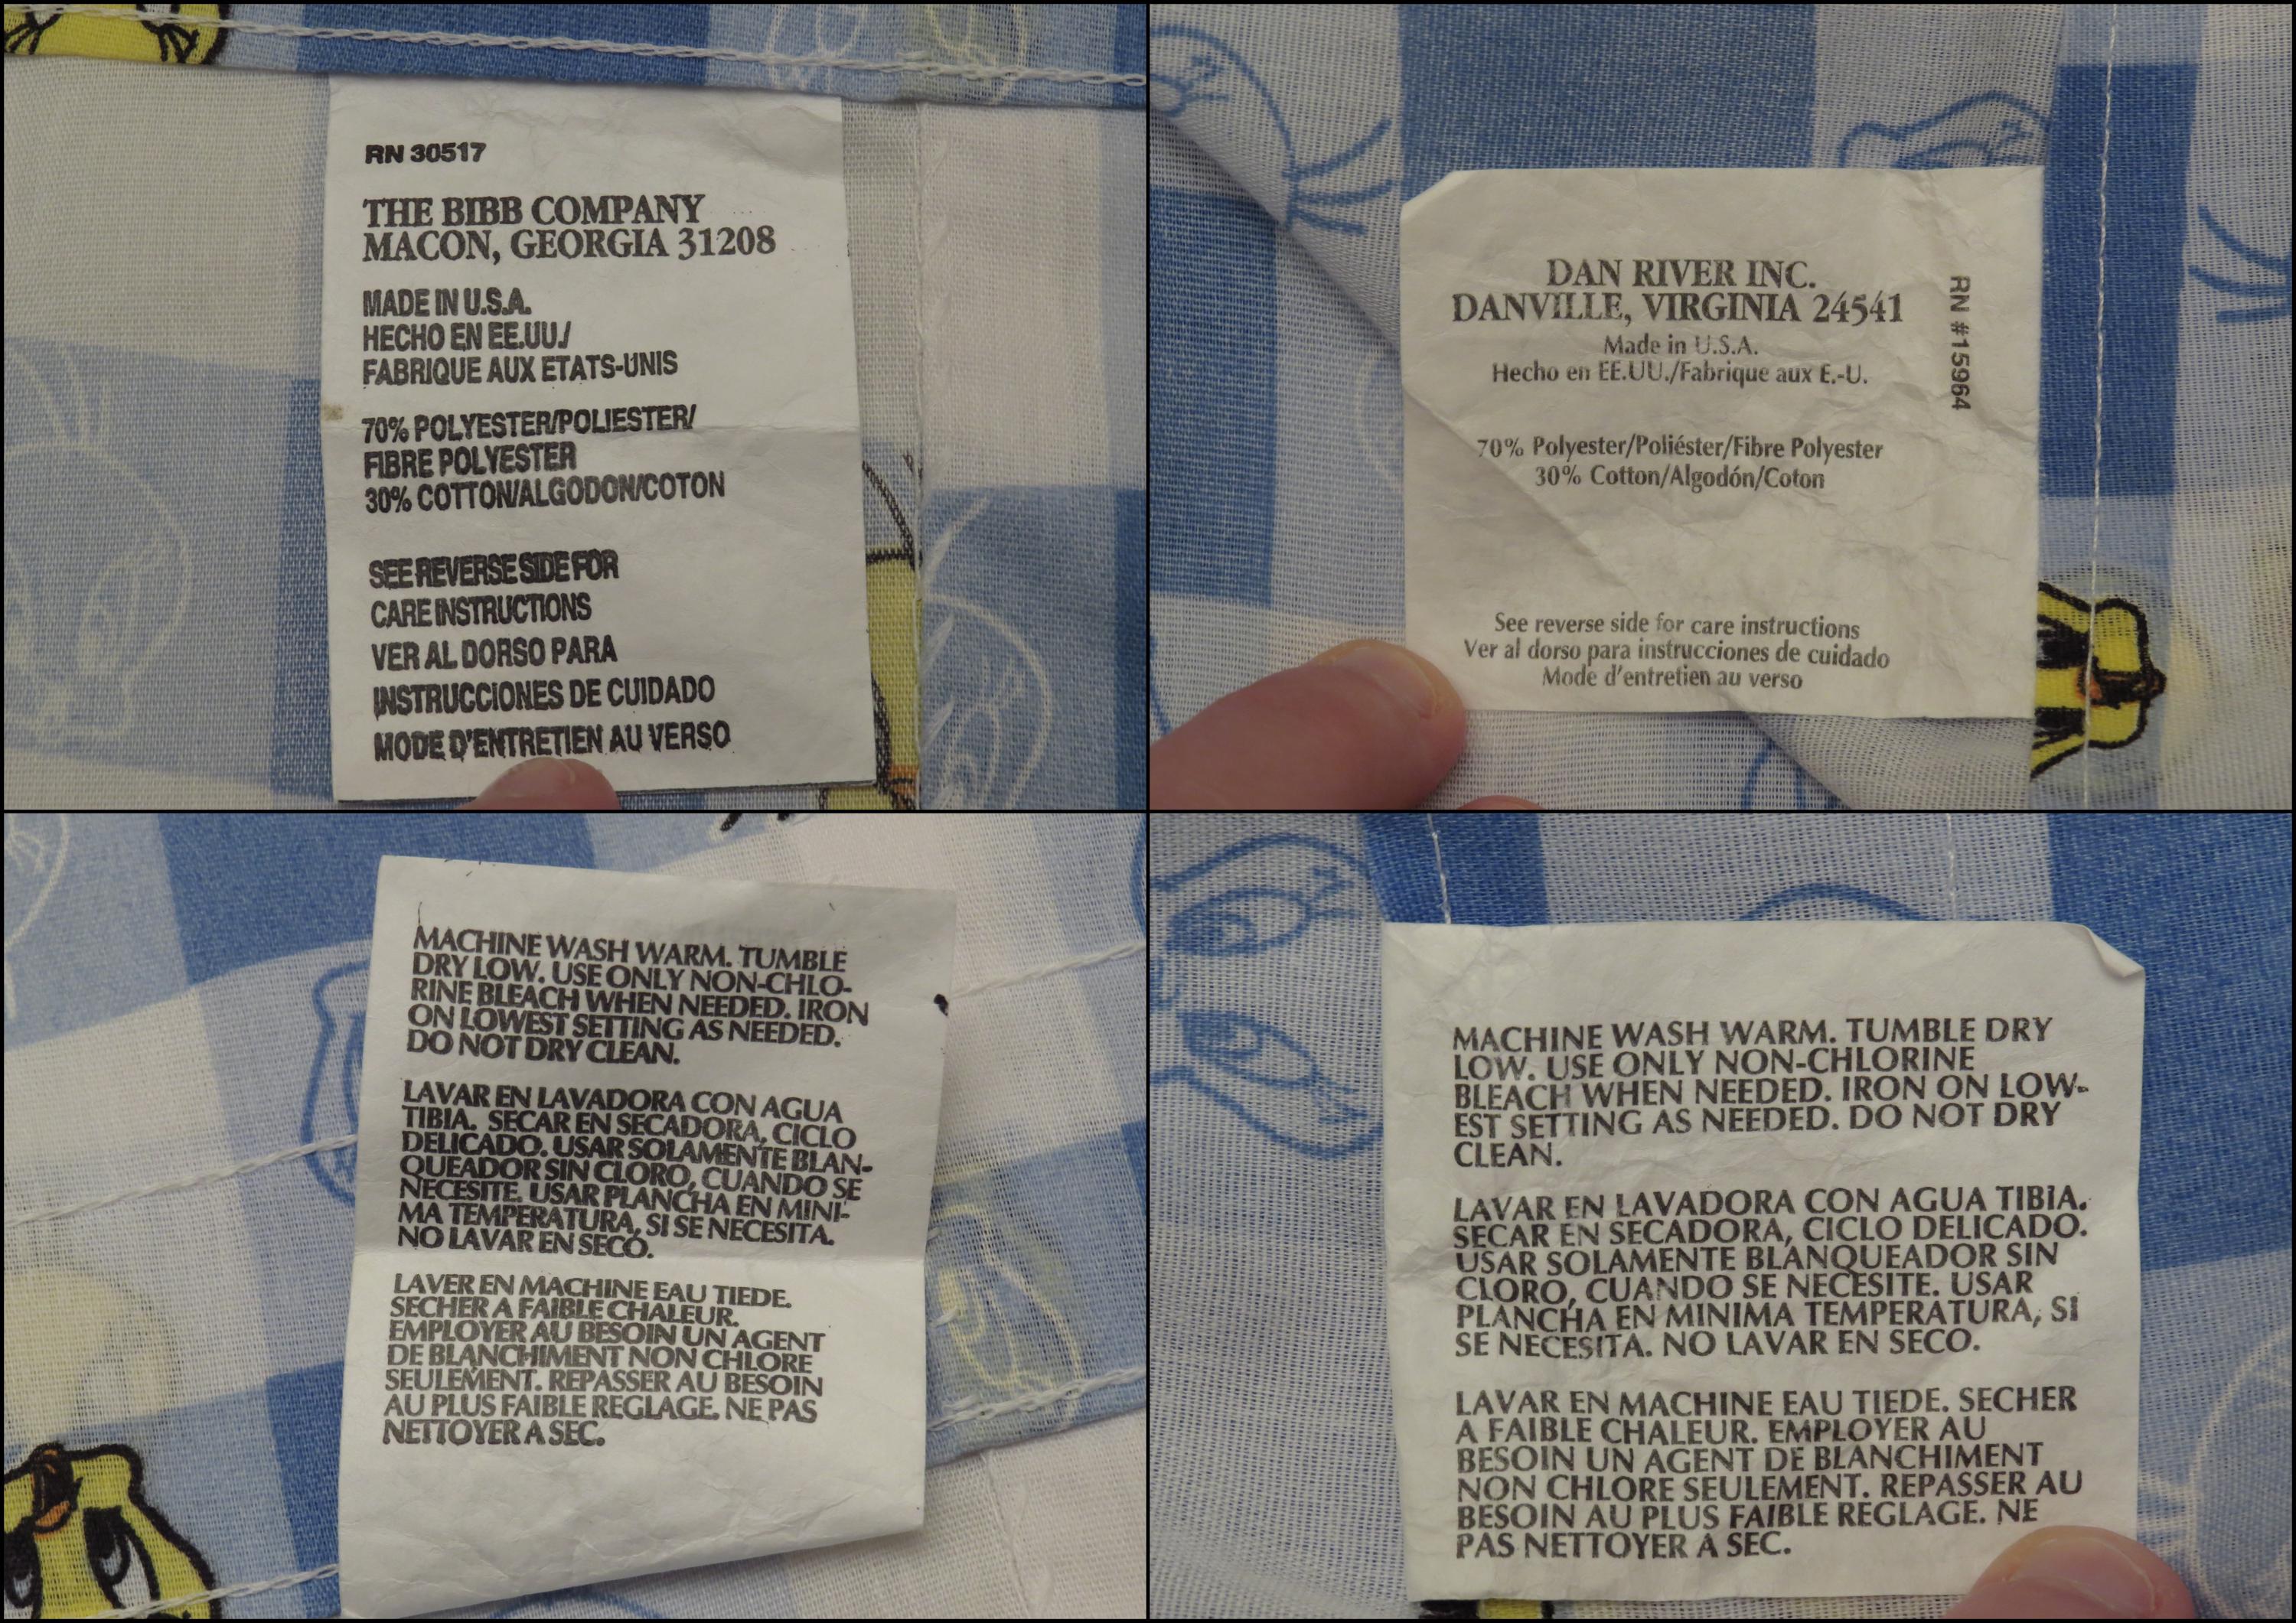 RN 30517
THE BIBB COMPANY
MACON, GEORGIA 31208
MADE IN U.S.A.
HECHO EN EE.UU./
FABRIQUE AUX ETATS-UNIS
70% POLYESTER/POLIESTER/
FIBRE POLYESTER
30% COTTON/ALGODON/COTON
SEE REVERSE SIDE FOR
CARE INSTRUCTIONS
VER AL DORSO PARA
INSTRUCCIONES DE CUIDADO
MODE D'ENTRETIEN AU VERSO
DAN RIVER INC.
DANVILLE, VIRGINIA 24541
Made in U.S.A.
Hecho en EE.UU./Fabrique aux E.-U.
RN #15964
70% Polyester/Poliéster/Fibre Polyester
30% Cotton/Algodón/Coton
See reverse side for care instructions
Ver al dorso para instrucciones de cuidado
Mode d'entretien au verso
MACHINE WASH WARM. TUMBLE
DRY LOW. USE ONLY NON-CHLO-
RINE BLEACH WHEN NEEDED. IRON
ON LOWEST SETTING AS NEEDED.
DO NOT DRY CLEAN.
LAVAR EN LAVADORA CON AGUA
TIBIA. SECAR EN SECADORA, CICLO
DELICADO. USAR SOLAMENTE BLAN-
QUEADOR SIN CLORO, CUANDO SE
NECESITE. USAR PLANCHA EN MINI-
MA TEMPERATURA, SI SE NECESITA.
NO LAVAR EN SECO.
LAVER EN MACHINE EAU TIEDE.
SECHER A FAIBLE CHALEUR.
EMPLOYER AU BESOIN UN AGENT
DE BLANCHIMENT NON CHLORE
SEULEMENT. REPASSER AU BESOIN
AU PLUS FAIBLE REGLAGE. NE PAS
NETTOYER A SEC.
MACHINE WASH WARM. TUMBLE DRY
LOW. USE ONLY NON-CHLORINE
BLEACH WHEN NEEDED. IRON ON LOW-
EST SETTING AS NEEDED. DO NOT DRY
CLEAN.
LAVAR EN LAVADORA CON AGUA TIBIA.
SECAR EN SECADORA, CICLO DELICADO.
USAR SOLAMENTE BLANQUEADOR SIN
CLORO, CUANDO SE NECESITE. USAR
PLANCHA EN MINIMA TEMPERATURA, SI
SE NECESITA. NO LAVAR EN SECO.
LAVAR EN MACHINE EAU TIEDE. SECHER
A FAIBLE CHALEUR. EMPLOYER AU
BESOIN UN AGENT DE BLANCHIMENT
NON CHLORE SEULEMENT. REPASSER AU
BESOIN AU PLUS FAIBLE REGLAGE. NE
PAS NETTOYER A SEC.